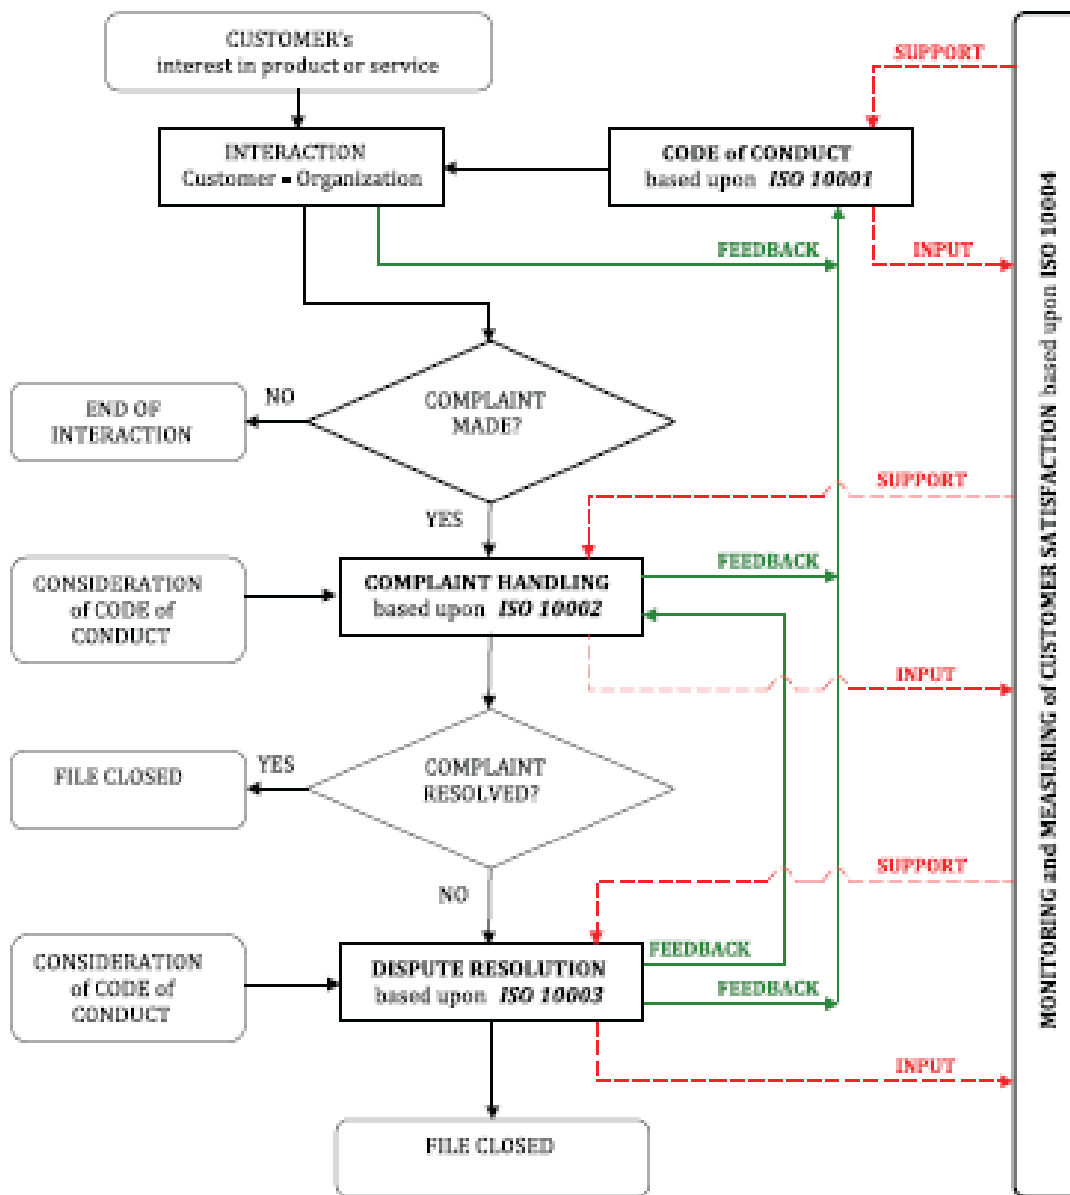 CUSTOMER's
interest in product or service
SUPPORT
INTERACTION
Customer = Organization
CODE of CONDUCT
based upon ISO 10001
FEEDBACK
INPUT
COMPLAINT
MADE?
NO
END OF
INTERACTION
YES
SUPPORT
FEEDBACK
CONSIDERATION
of CODE of
CONDUCT
COMPLAINT HANDLING
based upon ISO 10002
INPUT
COMPLAINT
RESOLVED?
YES
FILE CLOSED
NO
SUPPORT
FEEDBACK
CONSIDERATION
of CODE of
CONDUCT
DISPUTE RESOLUTION
based upon ISO 10003
FEEDBACK
INPUT
FILE CLOSED
MONITORING and MEASURING of CUSTOMER SATISFACTION based upon ISO 10004